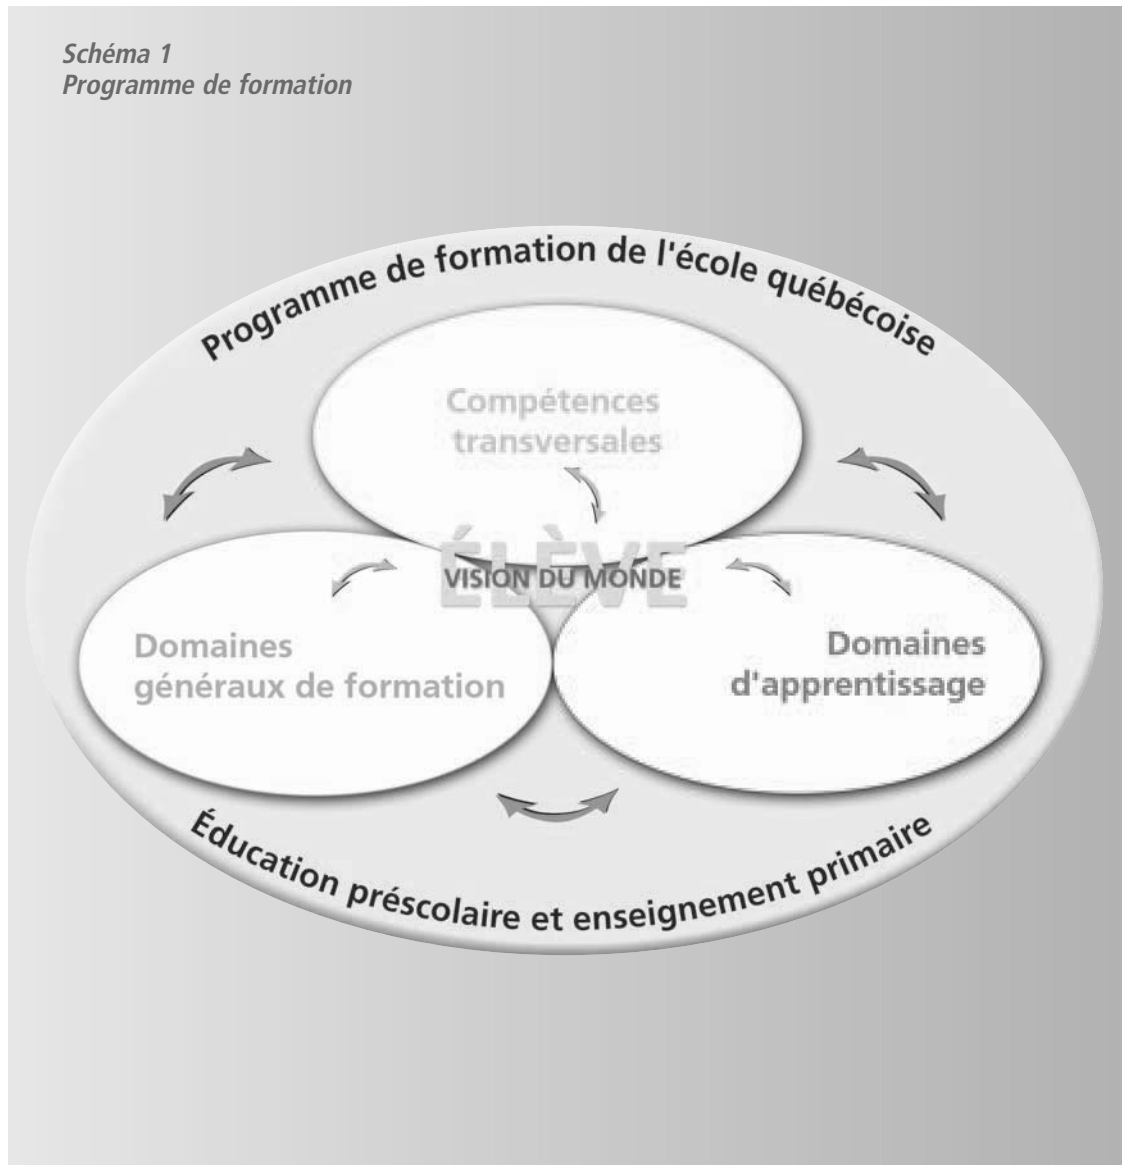 Schéma 1
Programme de formation
Programme de formation de l'école québécoise
Compétences
transversales
ÉLÈVE
VISION DU MONDE
Domaines
généraux de formation
Domaines
d'apprentissage
Éducation préscolaire et enseignement primaire